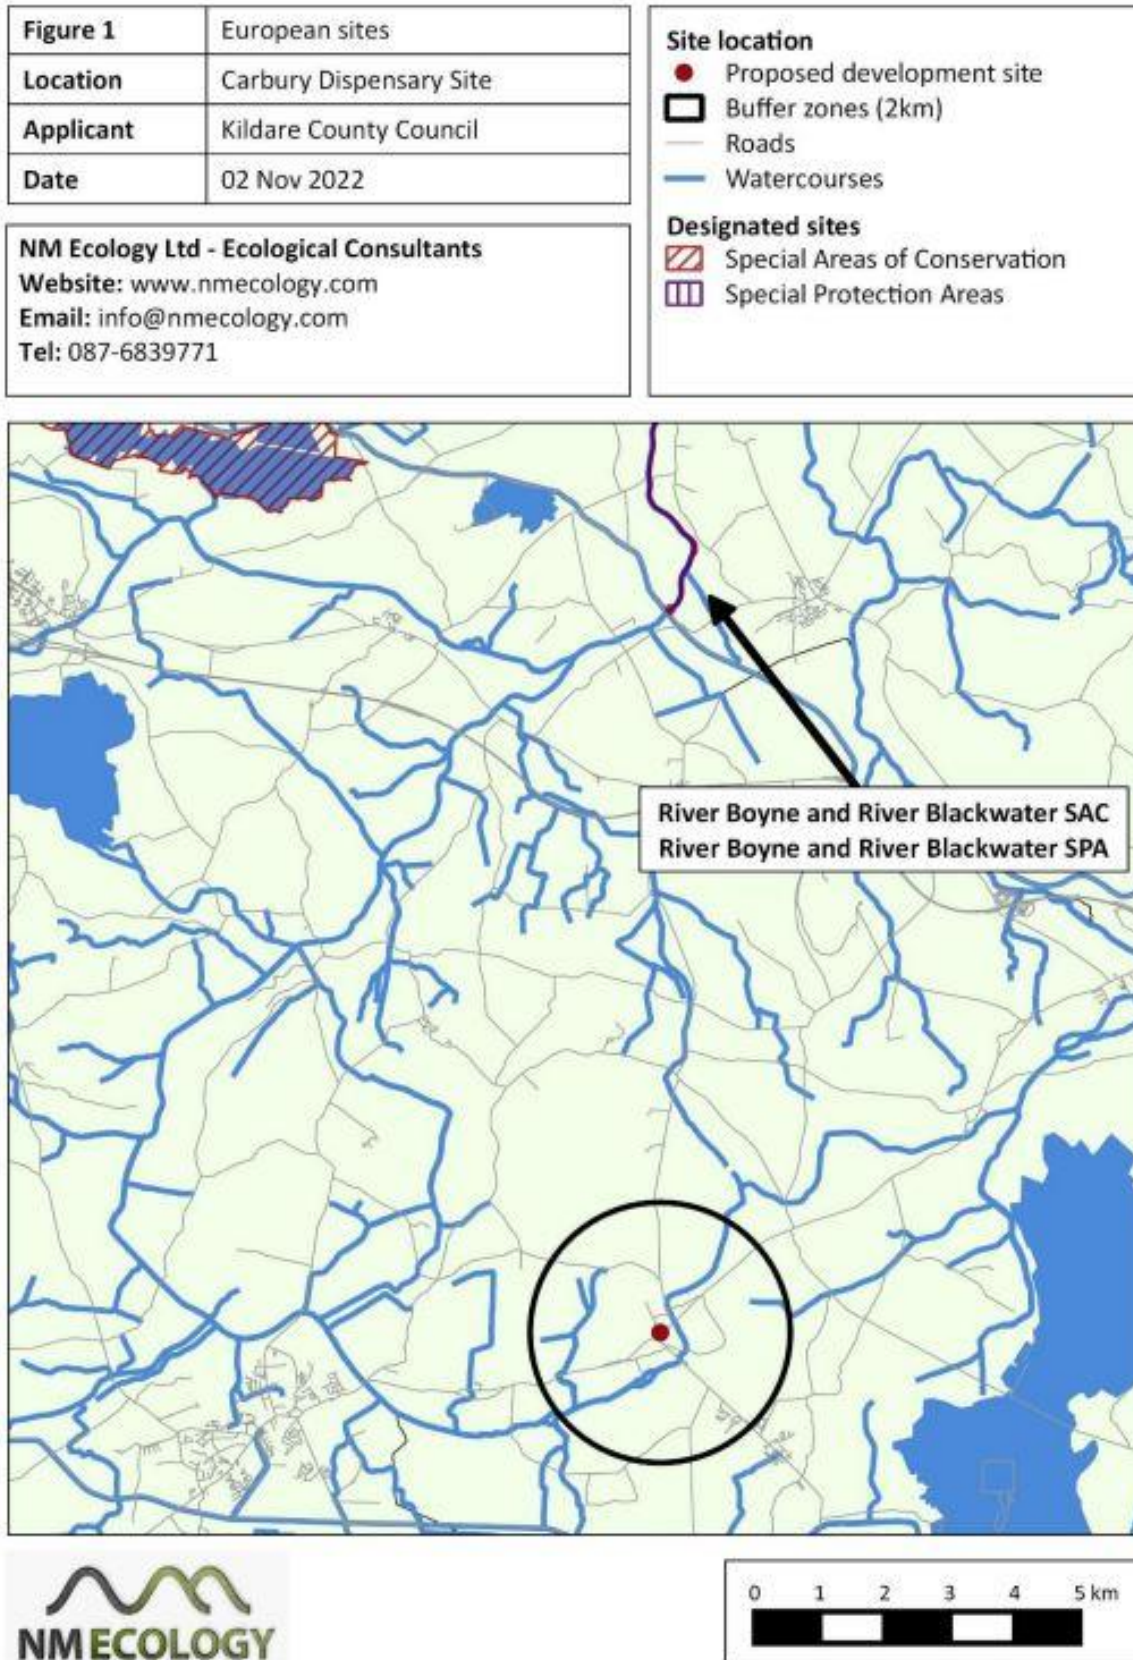 Figure 1 European sites
Location Carbury Dispensary Site
Applicant Kildare County Council
Date 02 Nov 2022
NM Ecology Ltd - Ecological Consultants
Website: www.nmecology.com
Email: info@nmecology.com
Tel: 087-6839771
Site location
Proposed development site
Buffer zones (2km)
Roads
Watercourses
Designated sites
Special Areas of Conservation
Special Protection Areas
River Boyne and River Blackwater SAC
River Boyne and River Blackwater SPA
NM ECOLOGY
0 1 2 3 4 5 km